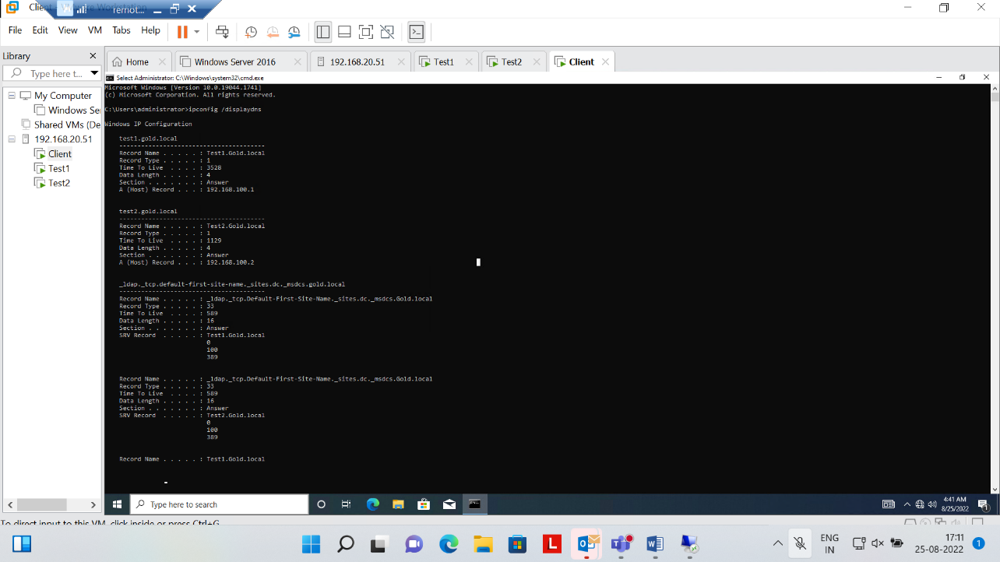 remot...
File Edit View VM Tabs Help
Library
Home
Windows Server 2016
192.168.20.51
Test1
Test2
Client
Type here t...
My Computer
Windows Se
Shared VMs (De
192.168.20.51
Client
Test1
Test2
Select Administrator: C:\Windows\system32\cmd.exe
Microsoft Windows [Version 10.0.19044.1741]
(c) Microsoft Corporation. All rights reserved.
C:\Users\administrator>ipconfig /displaydns
Windows IP Configuration
test1.gold.local
----------------------------------------
Record Name . . . . . : Test1.Gold.local
Record Type . . . . . : 1
Time To Live  . . . . : 3528
Data Length . . . . . : 4
Section . . . . . . . : Answer
A (Host) Record . . . : 192.168.100.1
test2.gold.local
----------------------------------------
Record Name . . . . . : Test2.Gold.local
Record Type . . . . . : 1
Time To Live  . . . . : 1129
Data Length . . . . . : 4
Section . . . . . . . : Answer
A (Host) Record . . . : 192.168.100.2
_ldap._tcp.default-first-site-name._sites.dc._msdcs.gold.local
----------------------------------------
Record Name . . . . . : _ldap._tcp.Default-First-Site-Name._sites.dc._msdcs.Gold.local
Record Type . . . . . : 33
Time To Live  . . . . : 589
Data Length . . . . . : 16
Section . . . . . . . : Answer
SRV Record  . . . . . : Test1.Gold.local
0
100
389
Record Name . . . . . : _ldap._tcp.Default-First-Site-Name._sites.dc._msdcs.Gold.local
Record Type . . . . . : 33
Time To Live  . . . . : 589
Data Length . . . . . : 16
Section . . . . . . . : Answer
SRV Record  . . . . . : Test2.Gold.local
0
100
389
Record Name . . . . . : Test1.Gold.local
Type here to search
4:41 AM
8/25/2022
1
To direct input to this VM, click inside or press Ctrl+G.
L
ENG
IN
17:11
25-08-2022
1